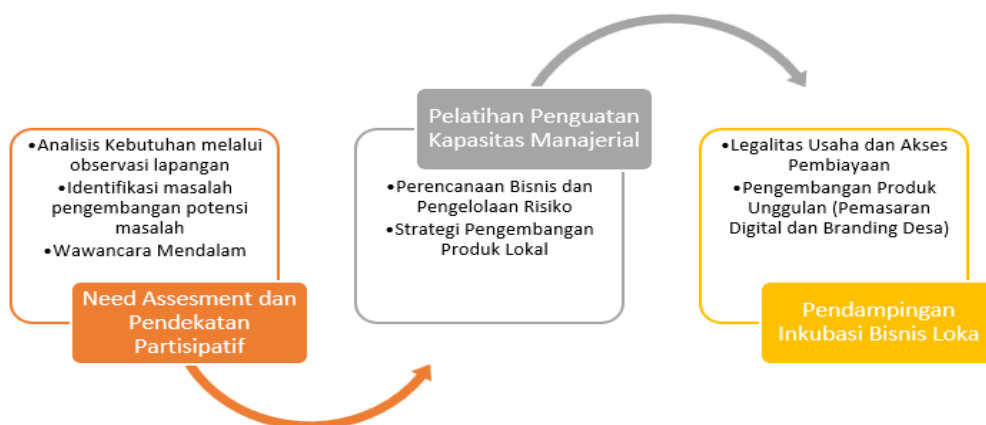 •Analisis Kebutuhan melalui
observasi lapangan
•Identifikasi masalah
pengembangan potensi
masalah
•Wawancara Mendalam
Need Assesment dan
Pendekatan
Partisipatif
Pelatihan Penguatan
Kapasitas Manajerial
•Perencanaan Bisnis dan
Pengelolaan Risiko
•Strategi Pengembangan
Produk Lokal
•Legalitas Usaha dan Akses
Pembiayaan
•Pengembangan Produk
Unggulan (Pemasaran
Digital dan Branding Desa)
Pendampingan
Inkubasi Bisnis Loka